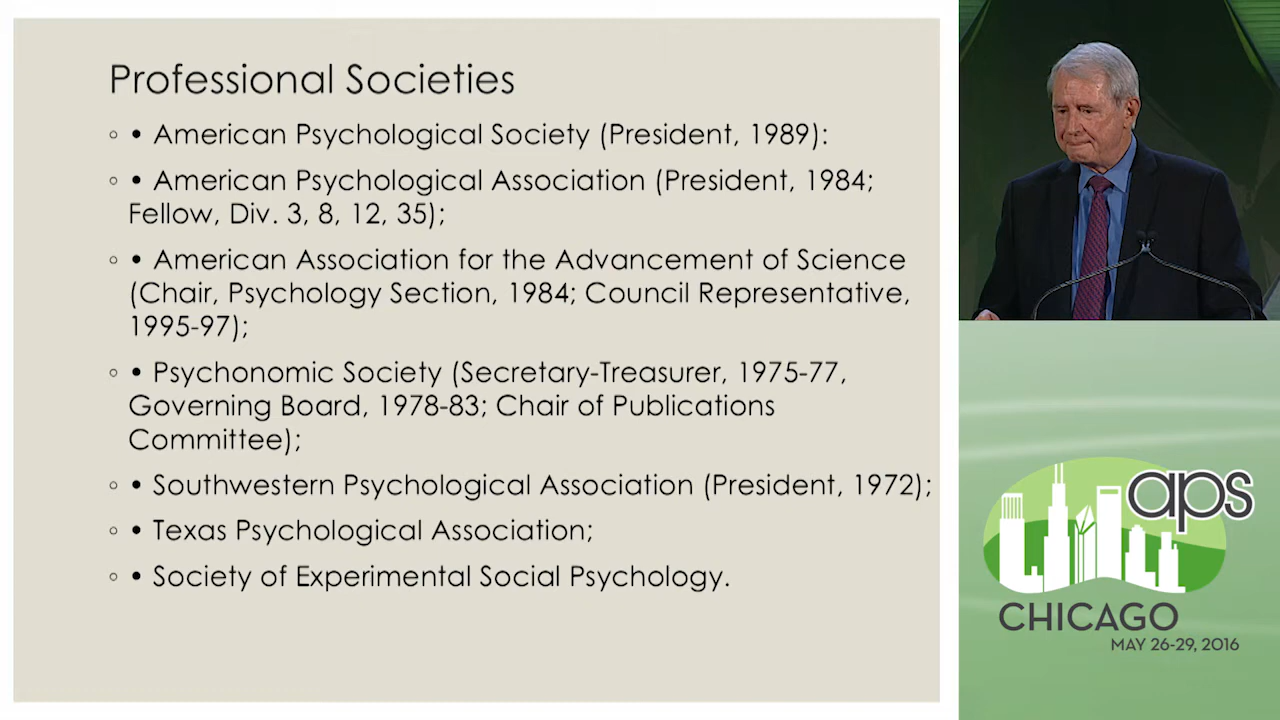 Professional Societies
◦ • American Psychological Society (President, 1989):
◦ • American Psychological Association (President, 1984;
Fellow, Div. 3, 8, 12, 35);
◦ • American Association for the Advancement of Science
(Chair, Psychology Section, 1984; Council Representative,
1995-97);
◦ • Psychonomic Society (Secretary-Treasurer, 1975-77,
Governing Board, 1978-83; Chair of Publications
Committee);
◦ • Southwestern Psychological Association (President, 1972);
◦ • Texas Psychological Association;
◦ • Society of Experimental Social Psychology.
aps
CHICAGO
MAY 26-29, 2016